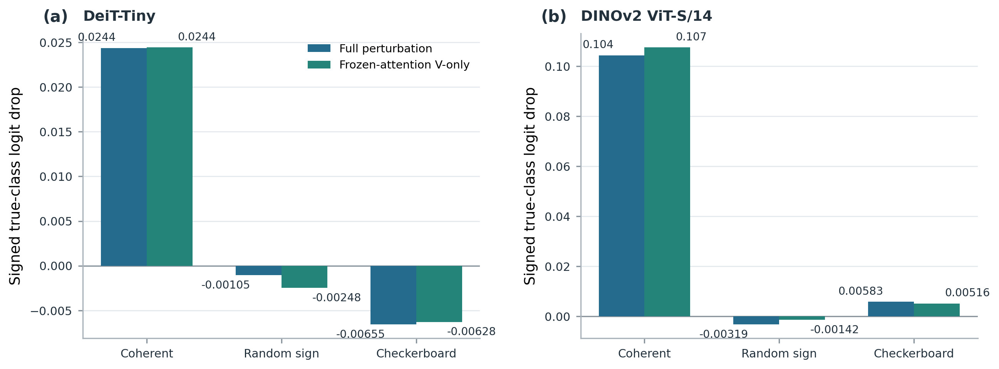 (a) DeiT-Tiny
Signed true-class logit drop
0.025
0.020
0.015
0.010
0.005
0.000
−0.005
0.0244
0.0244
-0.00105
-0.00248
-0.00655
-0.00628
Full perturbation
Frozen-attention V-only
Coherent
Random sign
Checkerboard
(b) DINOv2 ViT-S/14
Signed true-class logit drop
0.10
0.08
0.06
0.04
0.02
0.00
0.104
0.107
-0.00319
-0.00142
0.00583
0.00516
Coherent
Random sign
Checkerboard